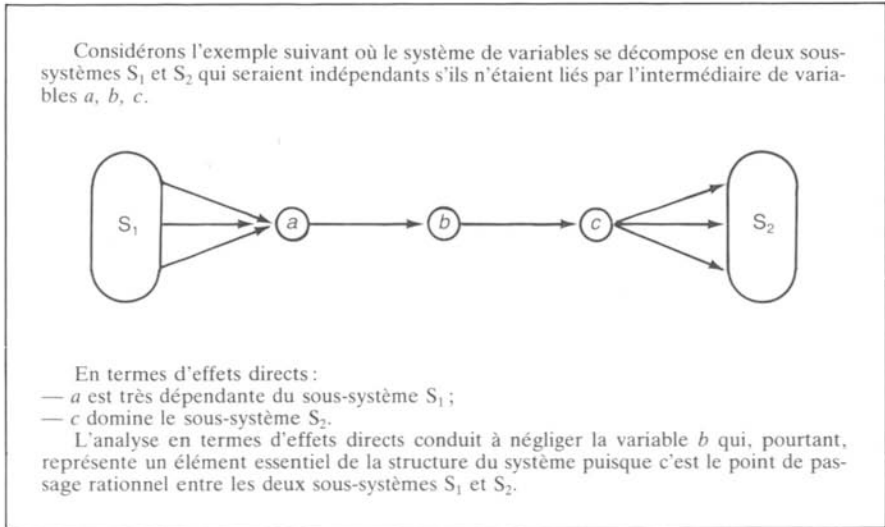 Considérons l'exemple suivant où le système de variables se décompose en deux sous-
systèmes S₁ et S₂ qui seraient indépendants s'ils n'étaient liés par l'intermédiaire de varia-
bles a, b, c.
S₁
a
b
c
S₂
En termes d'effets directs :
— a est très dépendante du sous-système S₁ ;
— c domine le sous-système S₂.
L'analyse en termes d'effets directs conduit à négliger la variable b qui, pourtant,
représente un élément essentiel de la structure du système puisque c'est le point de pas-
sage rationnel entre les deux sous-systèmes S₁ et S₂.